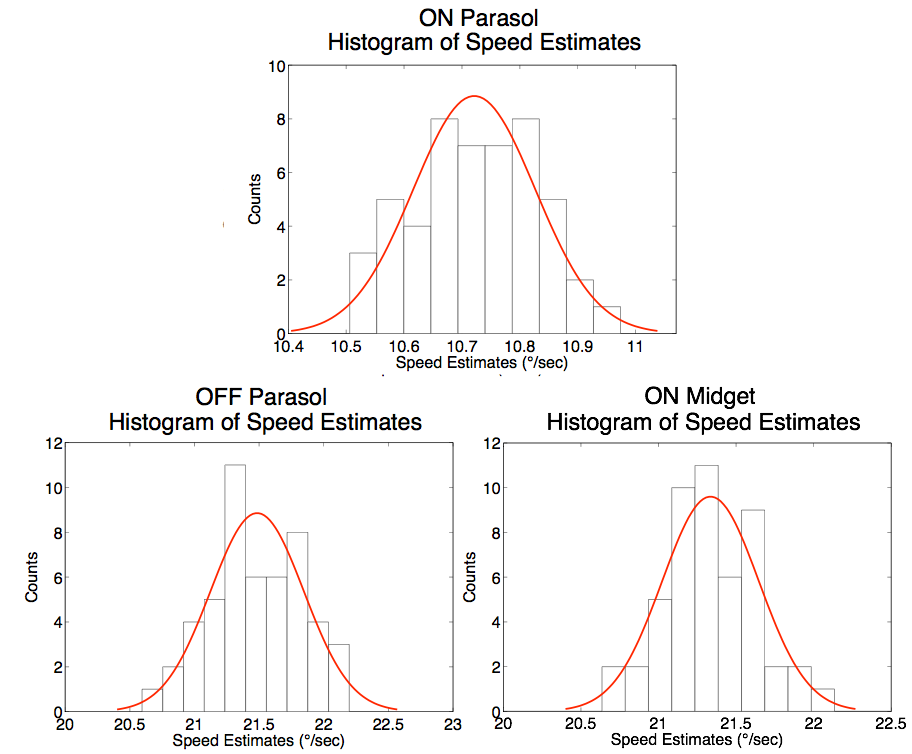 ON Parasol
Histogram of Speed Estimates
10
8
6
4
2
0
Counts
10.4 10.5 10.6 10.7 10.8 10.9 11
Speed Estimates (°/sec)
OFF Parasol
Histogram of Speed Estimates
12
10
8
6
4
2
0
Counts
20 20.5 21 21.5 22 22.5 23
Speed Estimates (°/sec)
ON Midget
Histogram of Speed Estimates
12
10
8
6
4
2
0
Counts
20 20.5 21 21.5 22 22.5
Speed Estimates (°/sec)